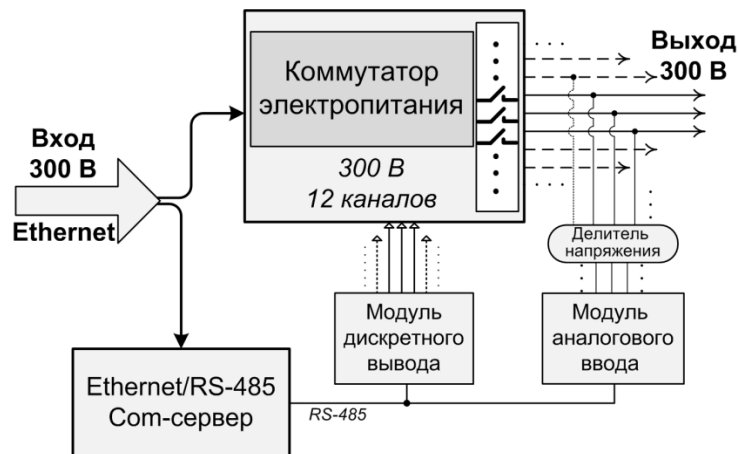 Коммутатор
электропитания
Выход
300 В
Вход
300 В
Ethernet
300 В
12 каналов
Делитель
напряжения
Модуль
дискретного
вывода
Модуль
аналогового
ввода
Ethernet/RS-485
Com-сервер
RS-485